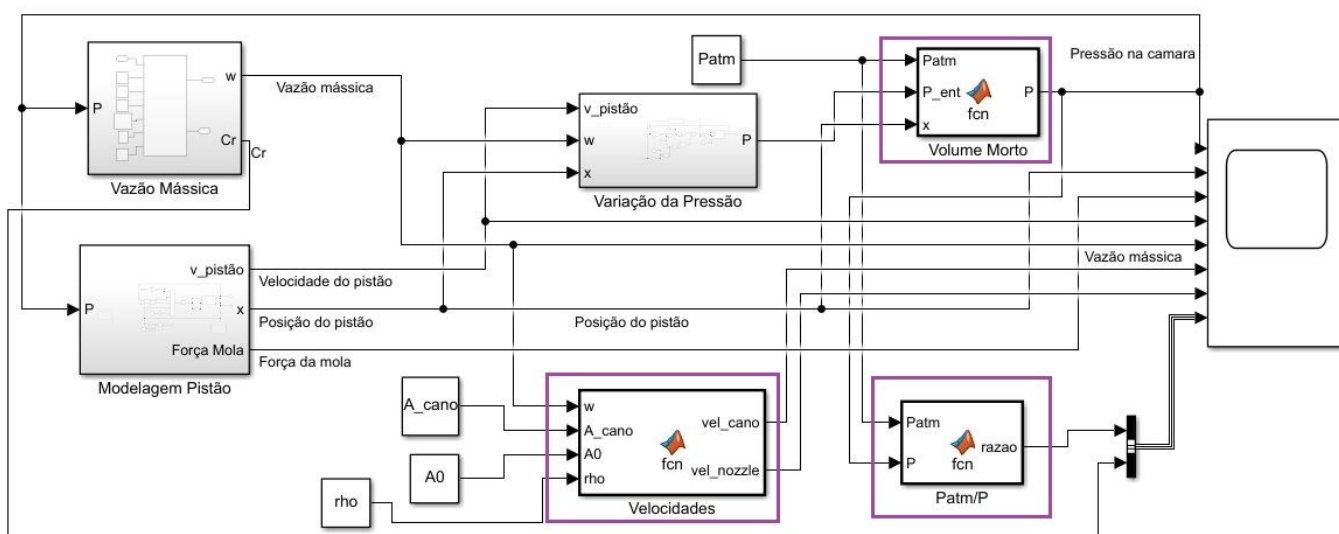 P
w
Cr
Vazão Mássica
Vazão mássica
Cr
Patm
v_pistão
w
x
P
Variação da Pressão
Patm
P_ent
x
fcn
P
Volume Morto
Pressão na camara
P
v_pistão
x
Força Mola
Modelagem Pistão
Velocidade do pistão
Posição do pistão
Força da mola
Posição do pistão
Vazão mássica
A_cano
A0
rho
w
A_cano
A0
rho
fcn
vel_cano
vel_nozzle
Velocidades
Patm
P
fcn
razao
Patm/P